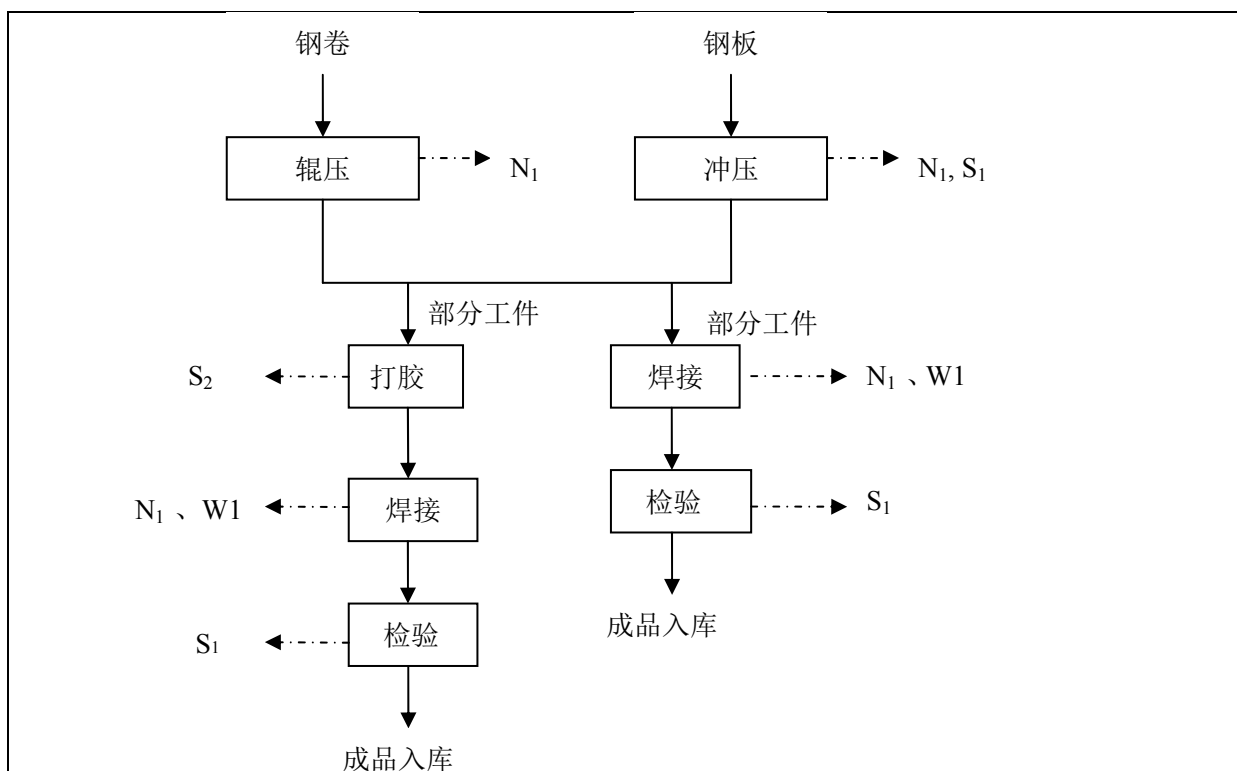 钢卷 钢板
辊压 N₁ 冲压 N₁, S₁
部分工件 部分工件
S₂ 打胶 焊接 N₁ 、W1
N₁ 、W1 焊接 检验 S₁
S₁ 检验 成品入库
成品入库